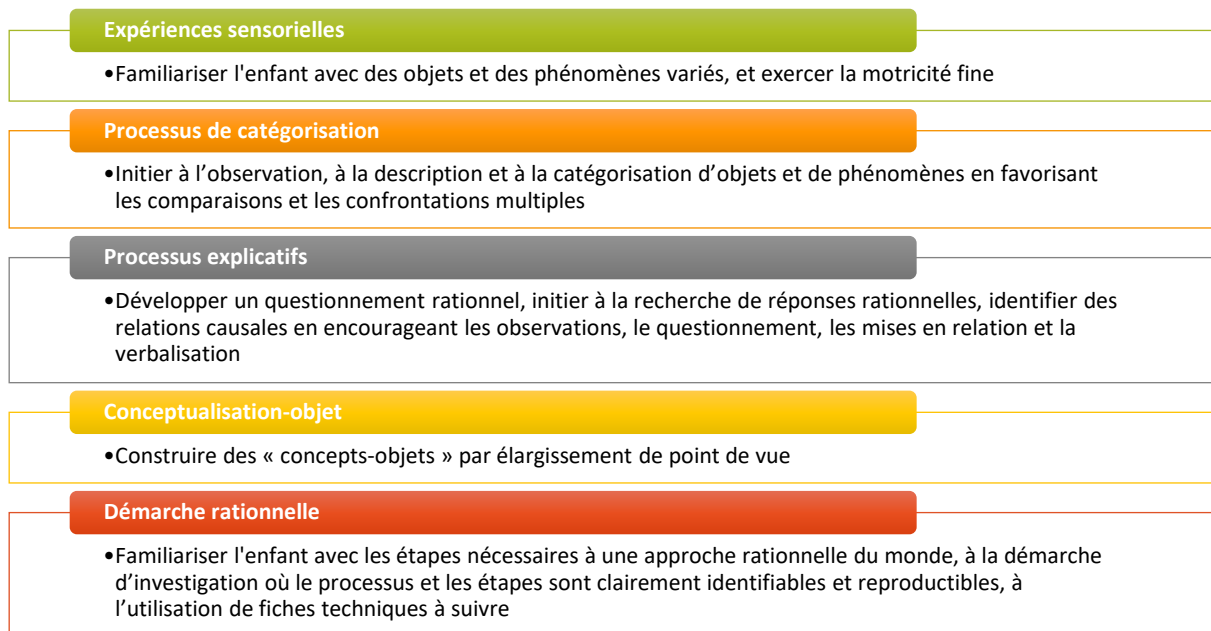 Expériences sensorielles
•Familiariser l'enfant avec des objets et des phénomènes variés, et exercer la motricité fine
Processus de catégorisation
•Initier à l’observation, à la description et à la catégorisation d’objets et de phénomènes en favorisant
les comparaisons et les confrontations multiples
Processus explicatifs
•Développer un questionnement rationnel, initier à la recherche de réponses rationnelles, identifier des
relations causales en encourageant les observations, le questionnement, les mises en relation et la
verbalisation
Conceptualisation-objet
•Construire des « concepts-objets » par élargissement de point de vue
Démarche rationnelle
•Familiariser l'enfant avec les étapes nécessaires à une approche rationnelle du monde, à la démarche
d’investigation où le processus et les étapes sont clairement identifiables et reproductibles, à
l’utilisation de fiches techniques à suivre